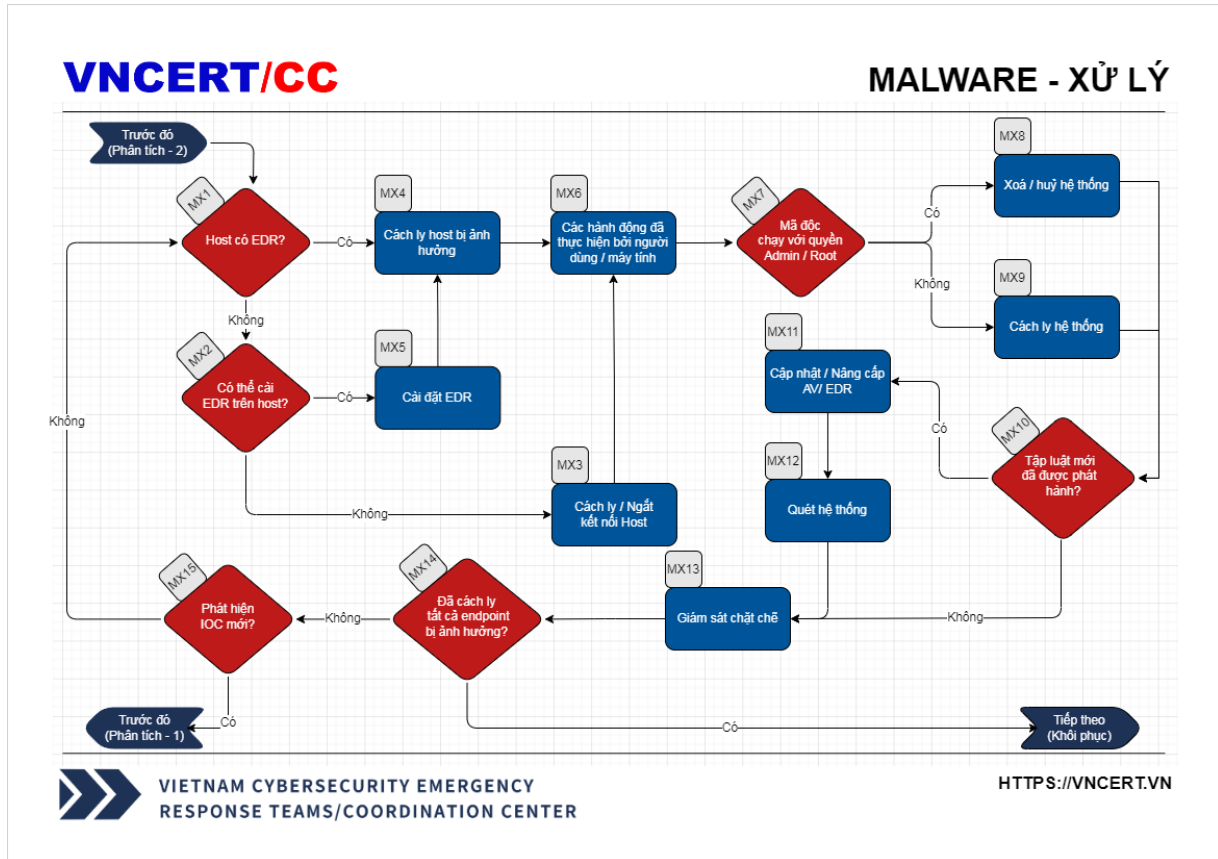 VNCERT/CC
MALWARE - XỬ LÝ
Trước đó
(Phân tích - 2)
MX1
Host có EDR?
Có
MX4
Cách ly host bị ảnh
hưởng
MX6
Các hành động đã
thực hiện bởi người
dùng / máy tính
MX7
Mã độc
chạy với quyền
Admin / Root
Có
MX8
Xoá / huỷ hệ thống
Không
MX9
Cách ly hệ thống
Không
MX2
Có thể cài
EDR trên host?
Có
MX5
Cài đặt EDR
MX11
Cập nhật / Nâng cấp
AV/ EDR
Có
MX10
Tập luật mới
đã được phát
hành?
Không
MX3
Cách ly / Ngắt
kết nối Host
MX12
Quét hệ thống
Không
MX15
Phát hiện
IOC mới?
Không
MX14
Đã cách ly
tất cả endpoint
bị ảnh hưởng?
MX13
Giám sát chặt chẽ
Không
Trước đó
(Phân tích - 1)
Có
Có
Tiếp theo
(Khôi phục)
VIETNAM CYBERSECURITY EMERGENCY
RESPONSE TEAMS/COORDINATION CENTER
HTTPS://VNCERT.VN